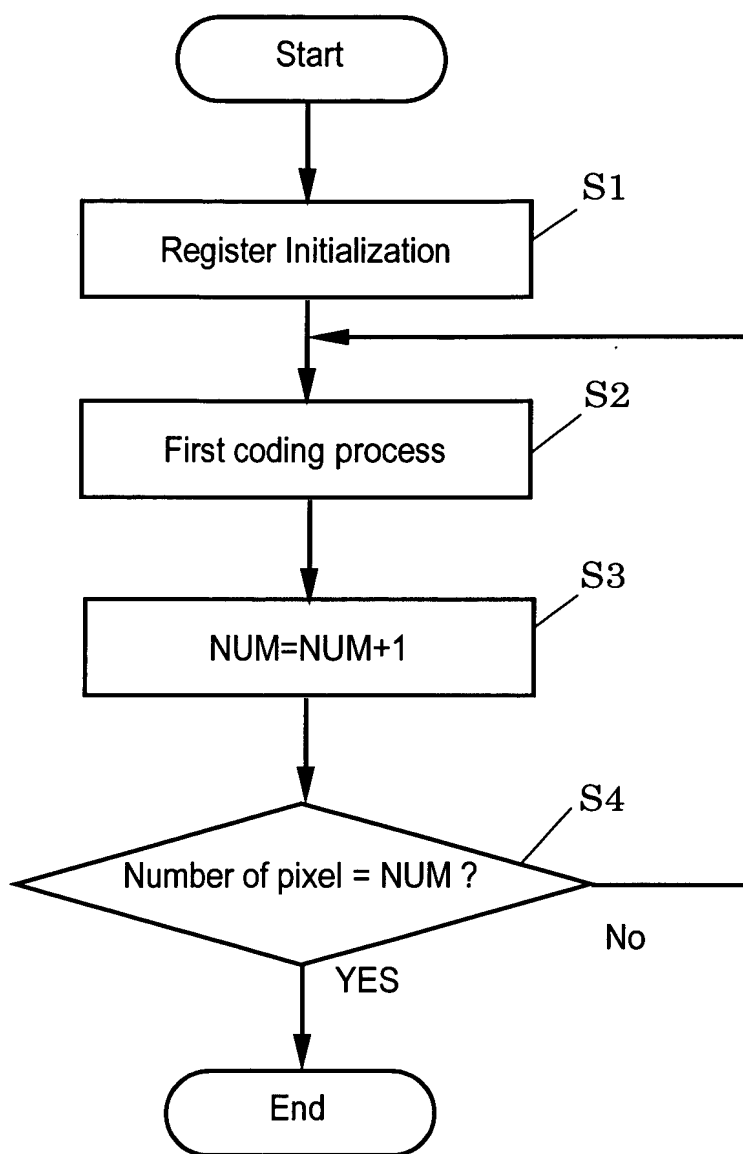 Start
S1
Register Initialization
S2
First coding process
S3
NUM=NUM+1
S4
Number of pixel = NUM ?
No
YES
End